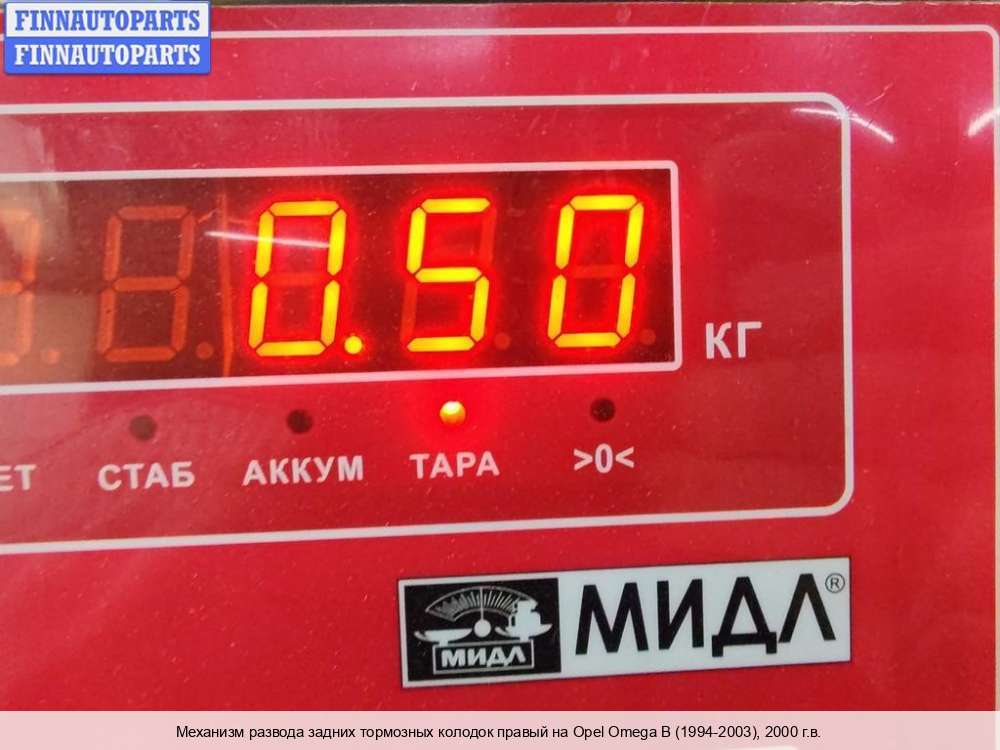 FINNAUTOPARTS
FINNAUTOPARTS
0.50
КГ
СТАБ АККУМ ТАРА >0<
МИДЛ МИДЛ®
Механизм развода задних тормозных колодок правый на Opel Omega B (1994-2003), 2000 г.в.